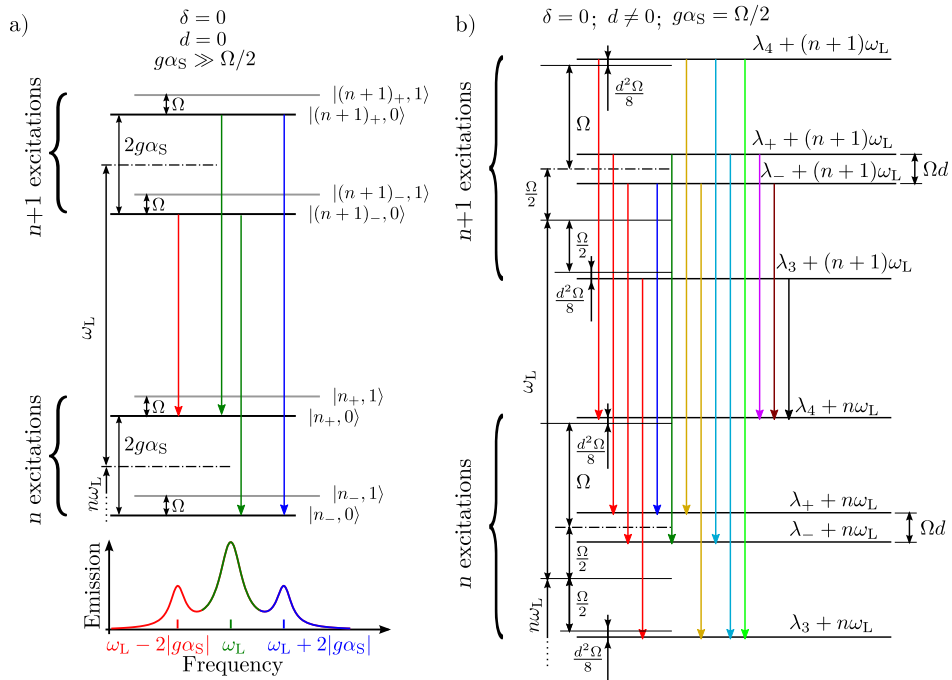 a)
δ = 0
d = 0
gα_S ≫ Ω/2
n+1 excitations
|(n + 1)_+, 1⟩
Ω
|(n + 1)_+, 0⟩
2gα_S
|(n + 1)_−, 1⟩
Ω
|(n + 1)_−, 0⟩
ω_L
n excitations
|n_+, 1⟩
Ω
|n_+, 0⟩
2gα_S
nω_L
|n_−, 1⟩
Ω
|n_−, 0⟩
Emission
ω_L − 2|gα_S|
ω_L
ω_L + 2|gα_S|
Frequency
b)
δ = 0; d ≠ 0; gα_S = Ω/2
n+1 excitations
λ_4 + (n + 1)ω_L
d²Ω/8
Ω
λ_+ + (n + 1)ω_L
Ωd
λ_− + (n + 1)ω_L
Ω/2
Ω/2
λ_3 + (n + 1)ω_L
d²Ω/8
ω_L
n excitations
λ_4 + nω_L
d²Ω/8
Ω
λ_+ + nω_L
Ωd
λ_− + nω_L
Ω/2
nω_L
Ω/2
λ_3 + nω_L
d²Ω/8